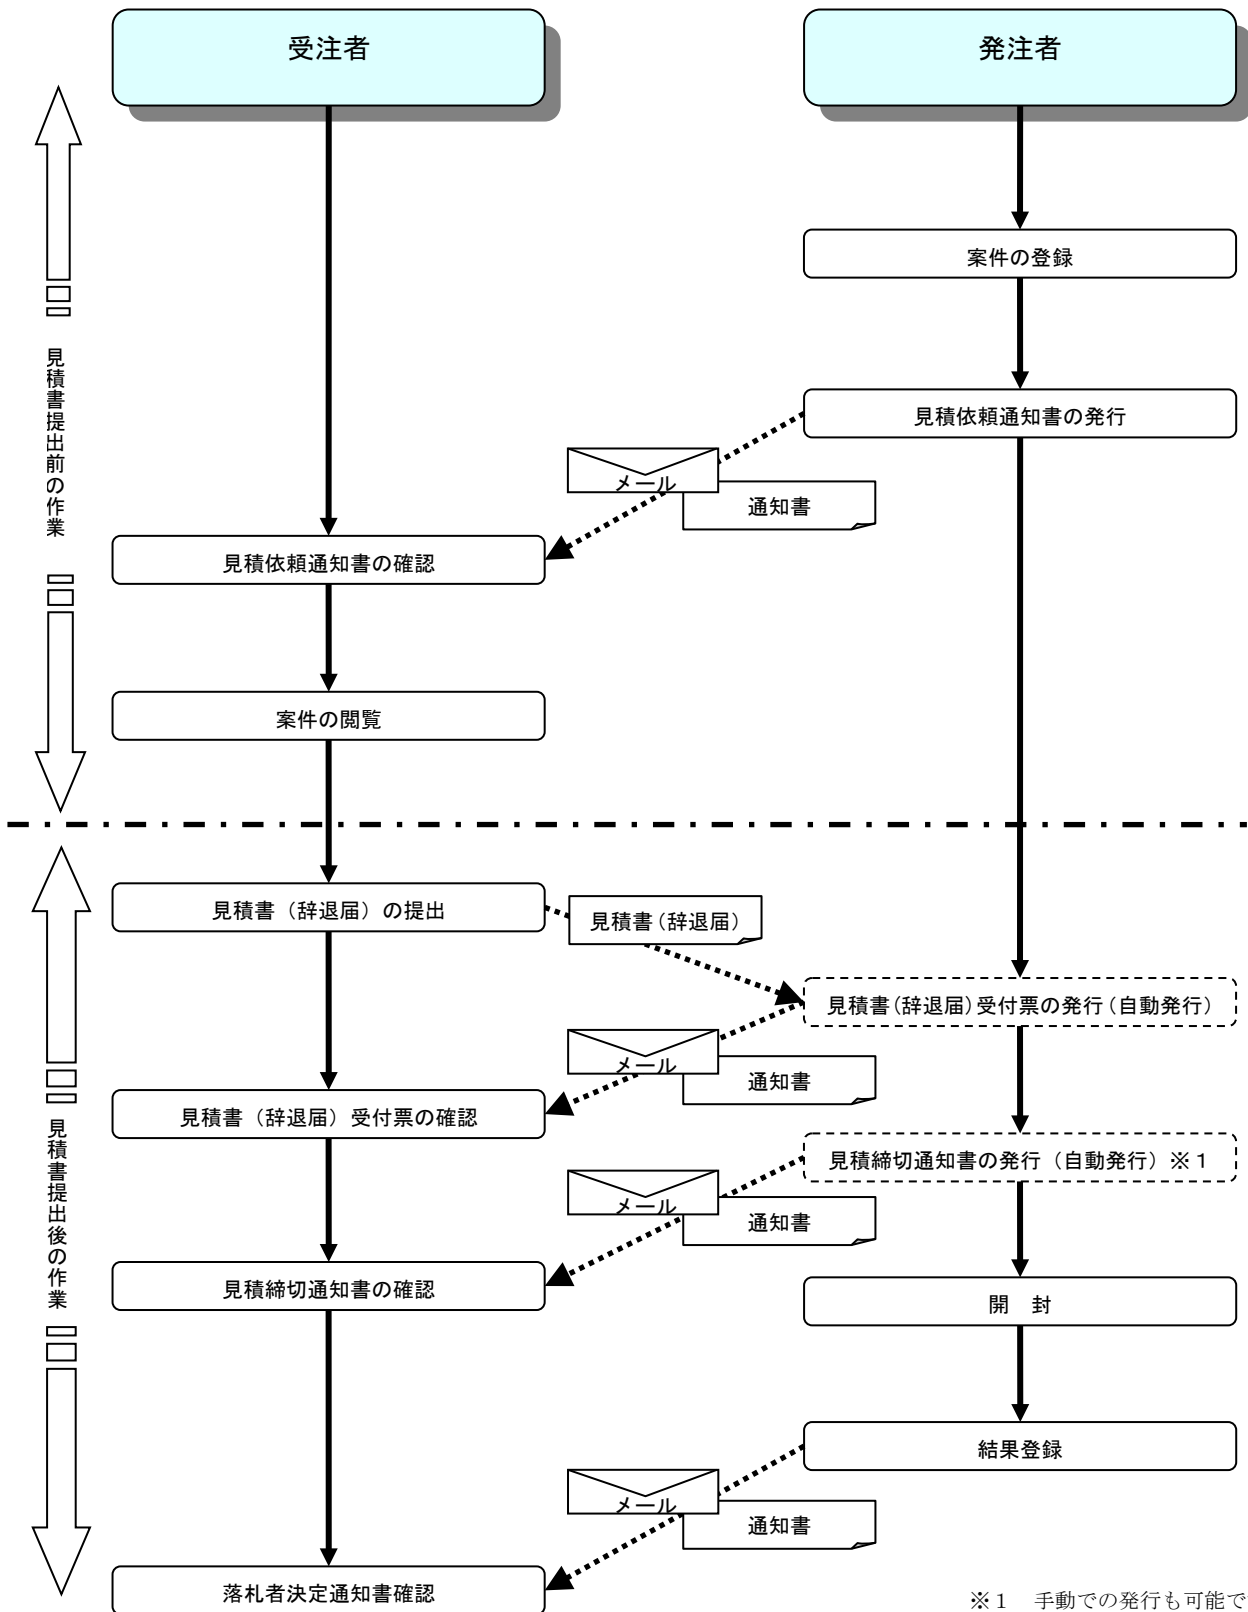 受注者
発注者
案件の登録
見積依頼通知書の発行
メール
通知書
見積依頼通知書の確認
見積書提出前の作業
案件の閲覧
見積書（辞退届）の提出
見積書（辞退届）
見積書（辞退届）受付票の発行（自動発行）
メール
通知書
見積書（辞退届）受付票の確認
見積締切通知書の発行（自動発行）※１
メール
通知書
見積締切通知書の確認
見積書提出後の作業
開　封
結果登録
メール
通知書
落札者決定通知書確認
※１　手動での発行も可能で